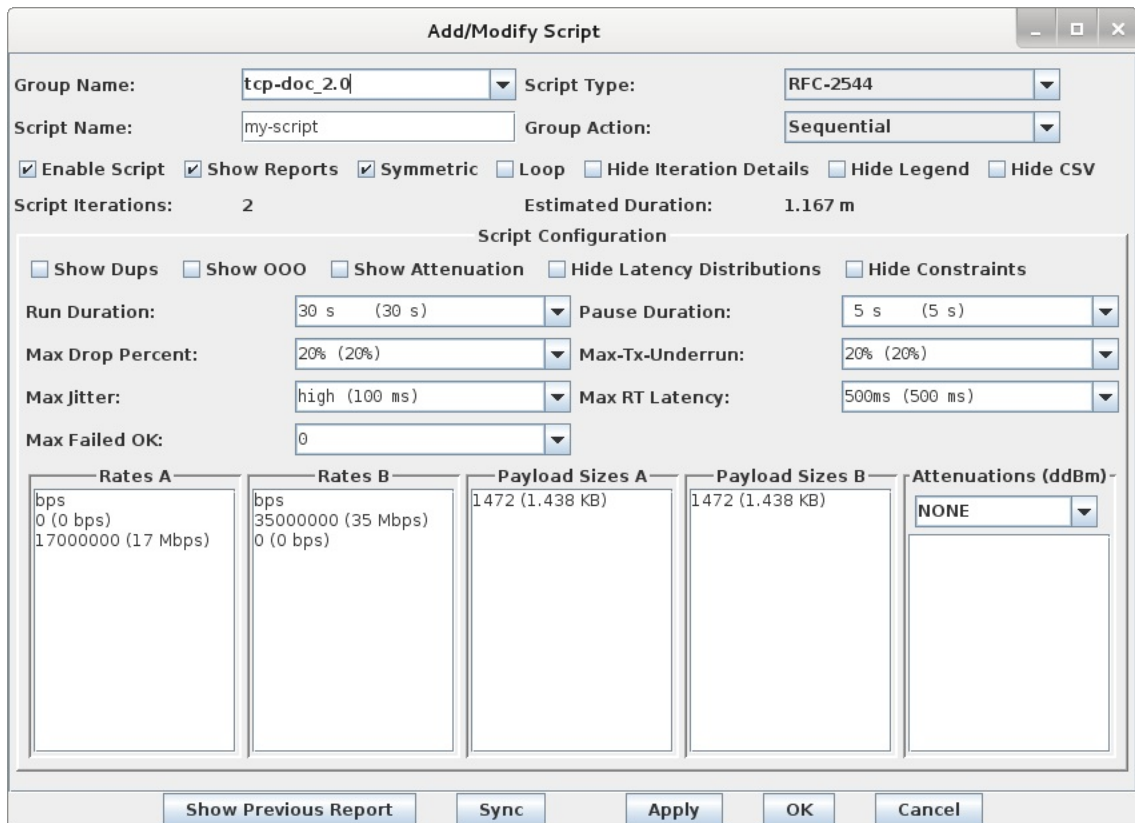 Add/Modify Script
Group Name: tcp-doc_2.0 Script Type: RFC-2544
Script Name: my-script Group Action: Sequential
Enable Script Show Reports Symmetric Loop Hide Iteration Details Hide Legend Hide CSV
Script Iterations: 2 Estimated Duration: 1.167 m
Script Configuration
Show Dups Show OOO Show Attenuation Hide Latency Distributions Hide Constraints
Run Duration: 30 s (30 s) Pause Duration: 5 s (5 s)
Max Drop Percent: 20% (20%) Max-Tx-Underrun: 20% (20%)
Max Jitter: high (100 ms) Max RT Latency: 500ms (500 ms)
Max Failed OK: 0
Rates A Rates B Payload Sizes A Payload Sizes B Attenuations (ddBm)
bps bps 1472 (1.438 KB) 1472 (1.438 KB) NONE
0 (0 bps) 35000000 (35 Mbps)
17000000 (17 Mbps) 0 (0 bps)
Show Previous Report Sync Apply OK Cancel